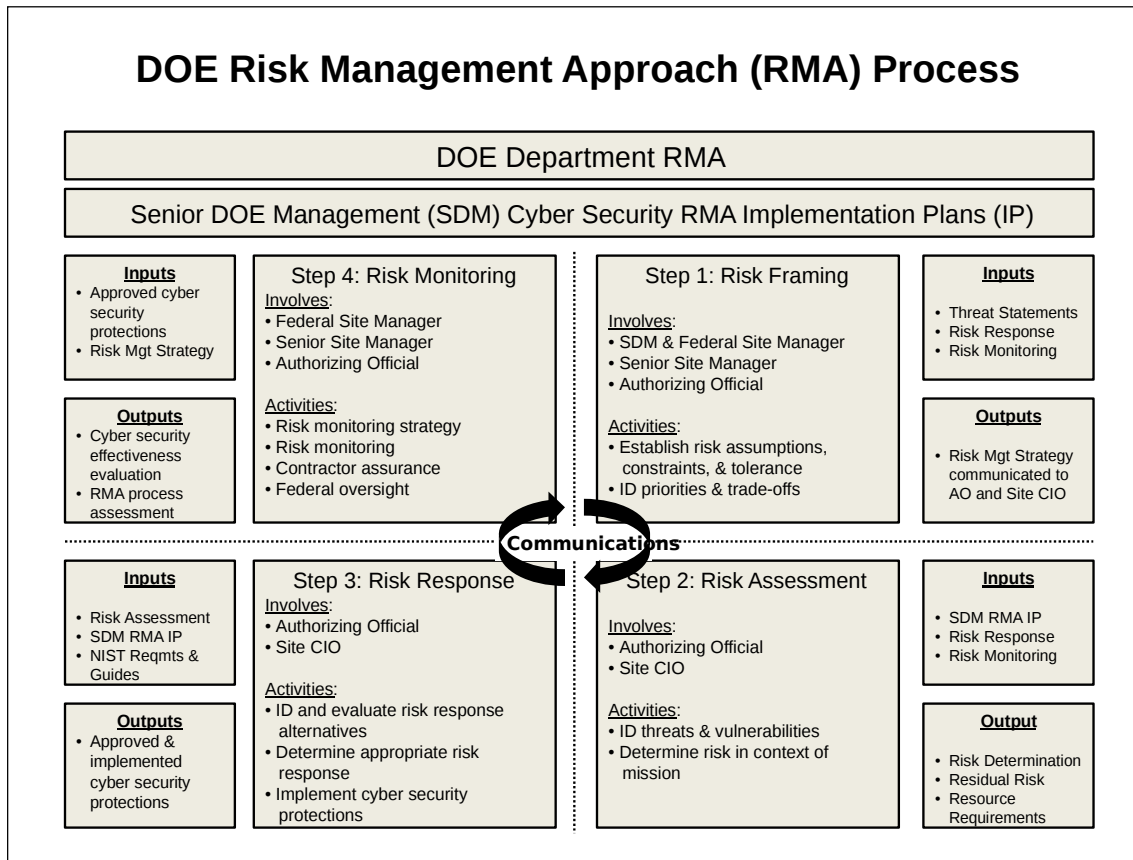 DOE Risk Management Approach (RMA) Process
DOE Department RMA
Senior DOE Management (SDM) Cyber Security RMA Implementation Plans (IP)
Inputs
• Approved cyber
security
protections
• Risk Mgt Strategy
Outputs
• Cyber security
effectiveness
evaluation
• RMA process
assessment
Step 4: Risk Monitoring
Involves:
• Federal Site Manager
• Senior Site Manager
• Authorizing Official
Activities:
• Risk monitoring strategy
• Risk monitoring
• Contractor assurance
• Federal oversight
Step 1: Risk Framing
Involves:
• SDM & Federal Site Manager
• Senior Site Manager
• Authorizing Official
Activities:
• Establish risk assumptions,
constraints, & tolerance
• ID priorities & trade-offs
Inputs
• Threat Statements
• Risk Response
• Risk Monitoring
Outputs
• Risk Mgt Strategy
communicated to
AO and Site CIO
Communications
Inputs
• Risk Assessment
• SDM RMA IP
• NIST Reqmts &
Guides
Outputs
• Approved &
implemented
cyber security
protections
Step 3: Risk Response
Involves:
• Authorizing Official
• Site CIO
Activities:
• ID and evaluate risk response
alternatives
• Determine appropriate risk
response
• Implement cyber security
protections
Step 2: Risk Assessment
Involves:
• Authorizing Official
• Site CIO
Activities:
• ID threats & vulnerabilities
• Determine risk in context of
mission
Inputs
• SDM RMA IP
• Risk Response
• Risk Monitoring
Output
• Risk Determination
• Residual Risk
• Resource
Requirements